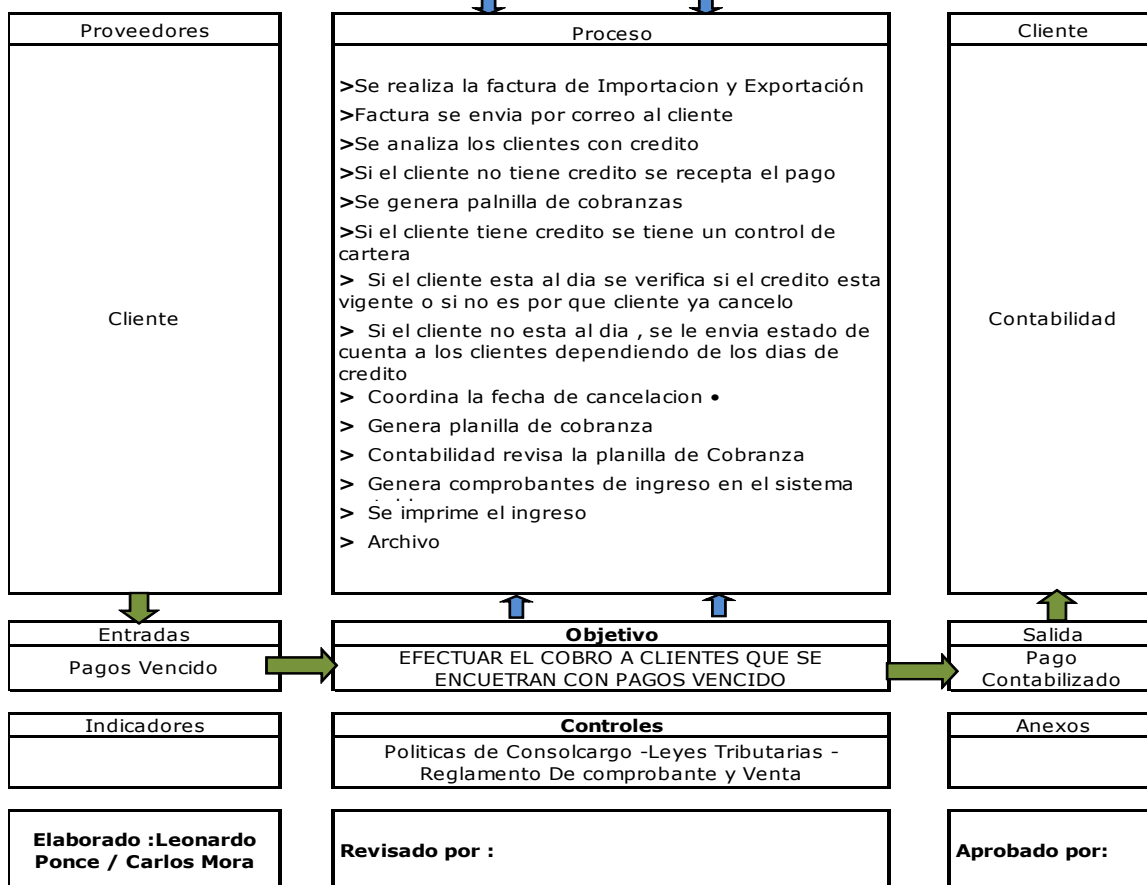 Proveedores
Proceso
Cliente
>Se realiza la factura de Importacion y Exportación
>Factura se envia por correo al cliente
>Se analiza los clientes con credito
>Si el cliente no tiene credito se recepta el pago
>Se genera palnilla de cobranzas
>Si el cliente tiene credito se tiene un control de
cartera
> Si el cliente esta al dia se verifica si el credito esta
vigente o si no es por que cliente ya cancelo
> Si el cliente no esta al dia , se le envia estado de
cuenta a los clientes dependiendo de los dias de
credito
> Coordina la fecha de cancelacion •
> Genera planilla de cobranza
> Contabilidad revisa la planilla de Cobranza
> Genera comprobantes de ingreso en el sistema
> Se imprime el ingreso
> Archivo
Cliente
Contabilidad
Entradas
Pagos Vencido
Objetivo
EFECTUAR EL COBRO A CLIENTES QUE SE
ENCUETRAN CON PAGOS VENCIDO
Salida
Pago
Contabilizado
Indicadores
Controles
Politicas de Consolcargo -Leyes Tributarias -
Reglamento De comprobante y Venta
Anexos
Elaborado :Leonardo
Ponce / Carlos Mora
Revisado por :
Aprobado por: